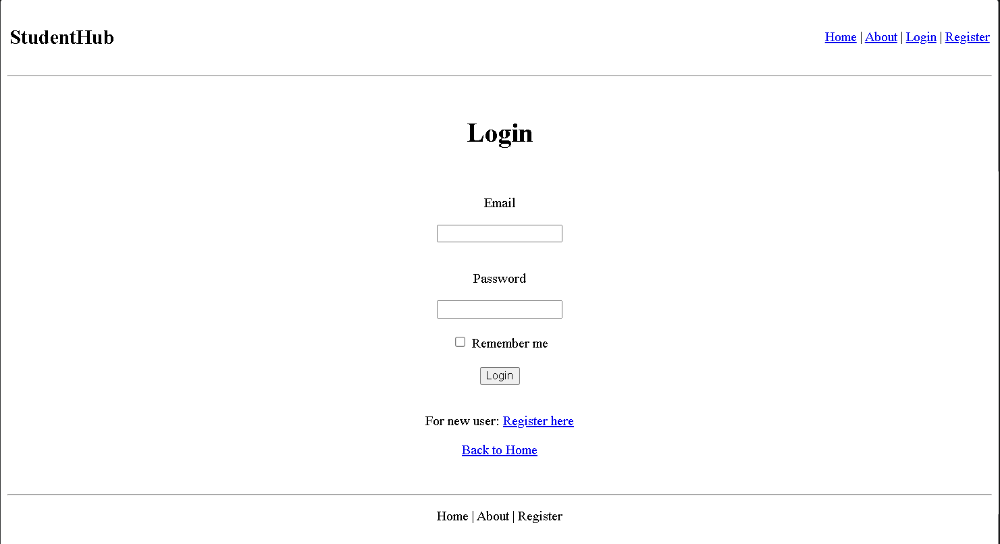 StudentHub
Home | About | Login | Register
Login
Email
Password
Remember me
Login
For new user: Register here
Back to Home
Home | About | Register